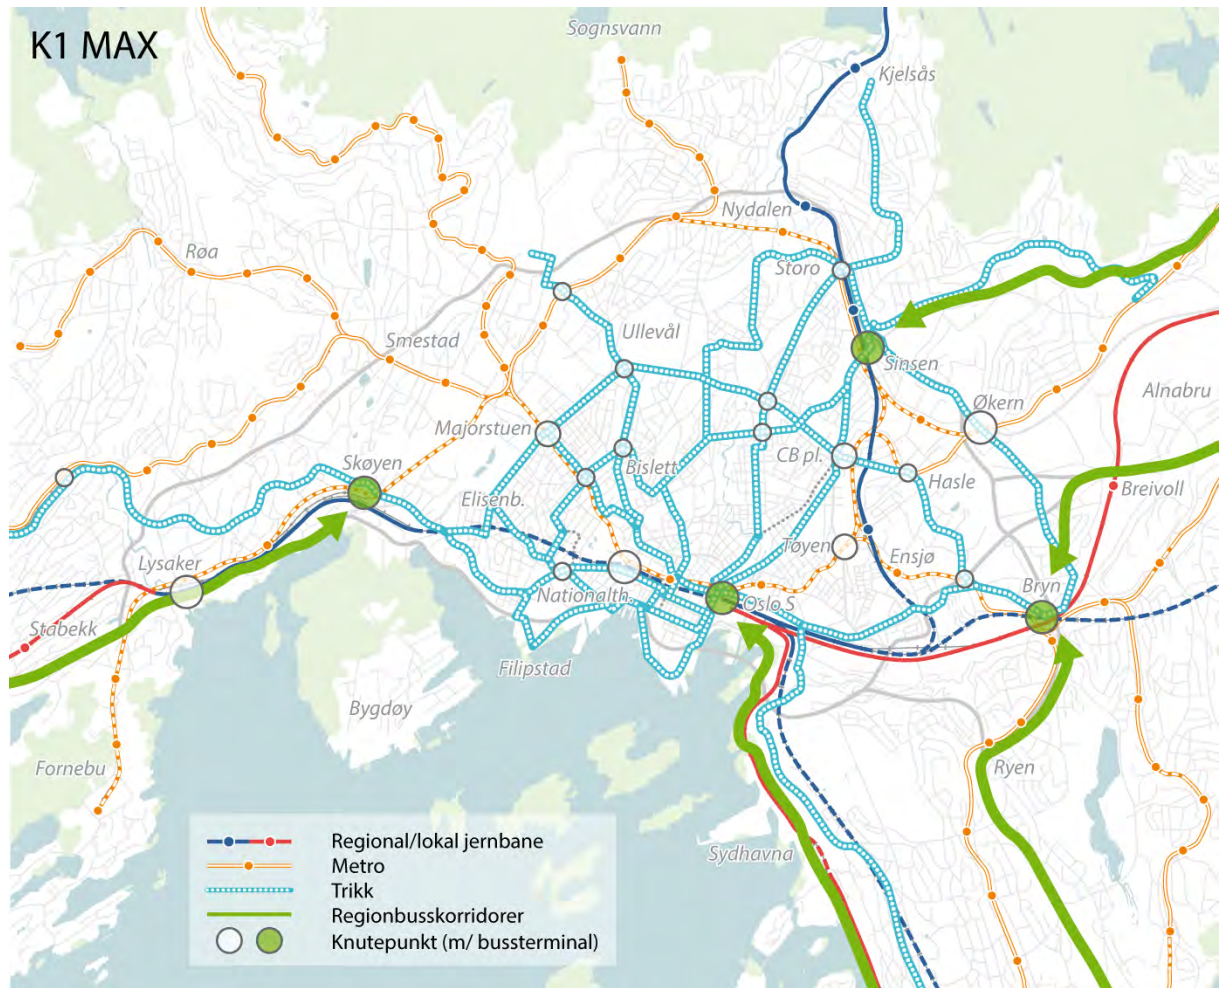 K1 MAX
Sognsvann
Kjelsås
Nydalen
Røa
Storo
Ullevål
Smestad
Sinsen
Alnabru
Økern
Majorstuen
Skøyen
Bislett
CB pl.
Hasle
Breivoll
Elisenb.
Tøyen
Ensjø
Lysaker
Bryn
Nationalth.
Oslo S
Stabekk
Filipstad
Bygdøy
Fornebu
Ryen
Sydhavna
Regional/lokal jernbane
Metro
Trikk
Regionbusskorridorer
Knutepunkt (m/ bussterminal)